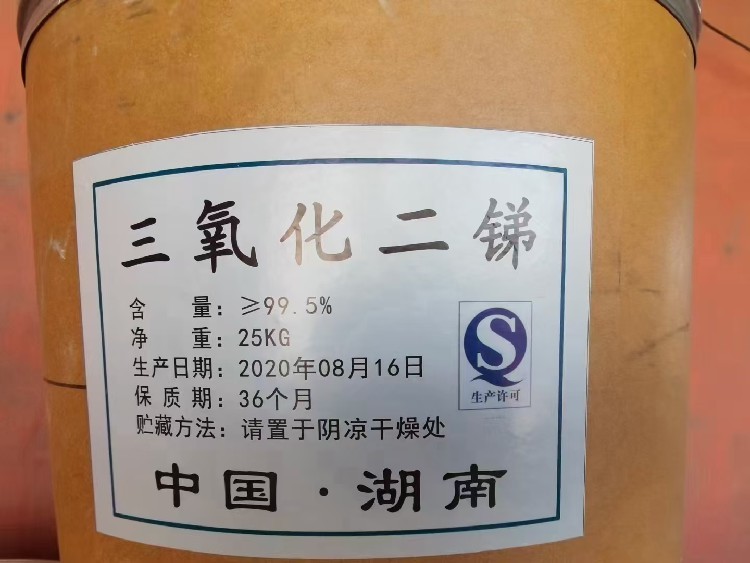 三氧化二锑
含 量：≥99.5%
净 重：25KG
生产日期：2020年08月16日
保质期：36个月
贮藏方法：请置于阴凉干燥处
生产许可
中国·湖南